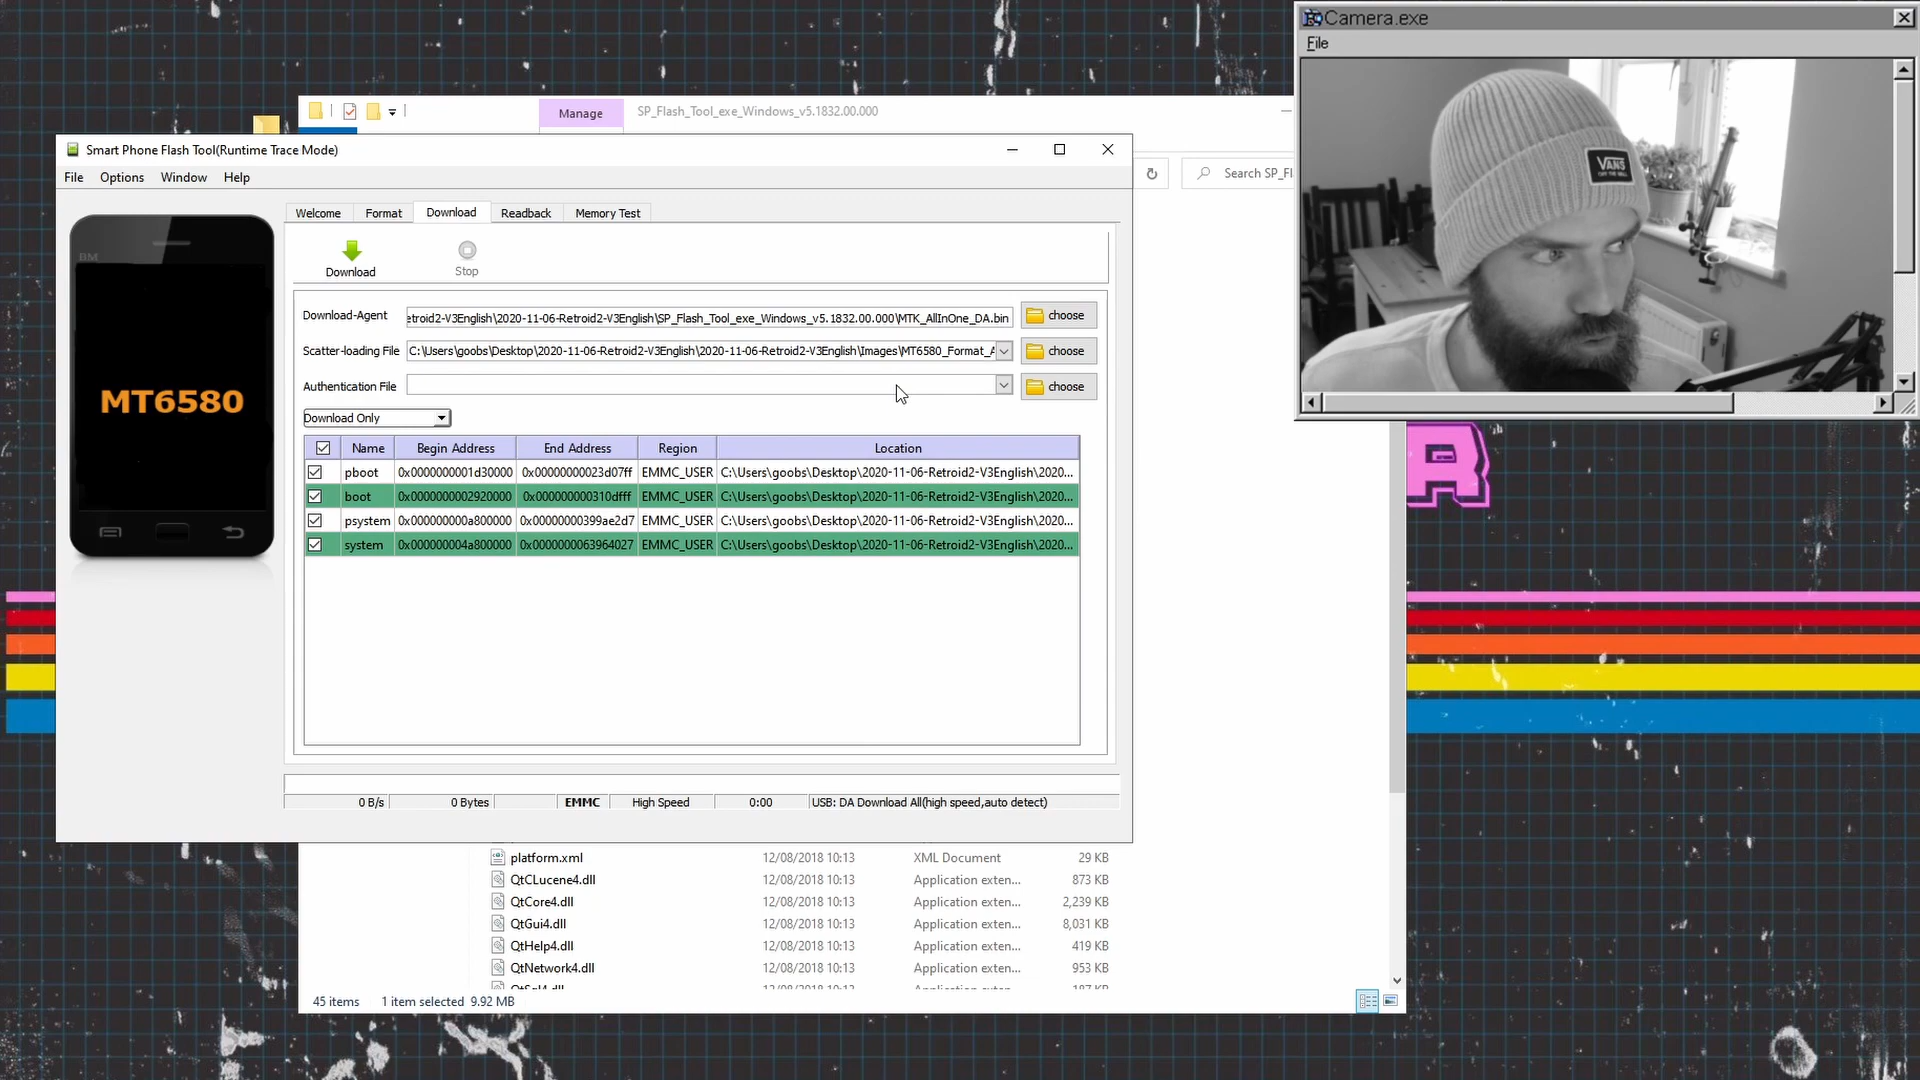 Camera.exe
File
VANS
"OFF THE WALL"
Manage
SP_Flash_Tool_exe_Windows_v5.1832.00.000
Search SP_Fl
Smart Phone Flash Tool(Runtime Trace Mode)
File Options Window Help
Welcome Format Download Readback Memory Test
BM
MT6580
Download Stop
Download-Agent etroid2-V3English\2020-11-06-Retroid2-V3English\SP_Flash_Tool_exe_Windows_v5.1832.00.000\MTK_AllInOne_DA.bin choose
Scatter-loading File C:\Users\goobs\Desktop\2020-11-06-Retroid2-V3English\2020-11-06-Retroid2-V3English\Images\MT6580_Format_A choose
Authentication File choose
Download Only
Name Begin Address End Address Region Location
pboot 0x0000000001d30000 0x00000000023d07ff EMMC_USER C:\Users\goobs\Desktop\2020-11-06-Retroid2-V3English\2020...
boot 0x0000000002920000 0x000000000310dfff EMMC_USER C:\Users\goobs\Desktop\2020-11-06-Retroid2-V3English\2020...
psystem 0x000000000a800000 0x00000000399ae2d7 EMMC_USER C:\Users\goobs\Desktop\2020-11-06-Retroid2-V3English\2020...
system 0x000000004a800000 0x0000000063964027 EMMC_USER C:\Users\goobs\Desktop\2020-11-06-Retroid2-V3English\2020...
0 B/s 0 Bytes EMMC High Speed 0:00 USB: DA Download All(high speed,auto detect)
platform.xml 12/08/2018 10:13 XML Document 29 KB
QtCLucene4.dll 12/08/2018 10:13 Application exten... 873 KB
QtCore4.dll 12/08/2018 10:13 Application exten... 2,239 KB
QtGui4.dll 12/08/2018 10:13 Application exten... 8,031 KB
QtHelp4.dll 12/08/2018 10:13 Application exten... 419 KB
QtNetwork4.dll 12/08/2018 10:13 Application exten... 953 KB
45 items 1 item selected 9.92 MB